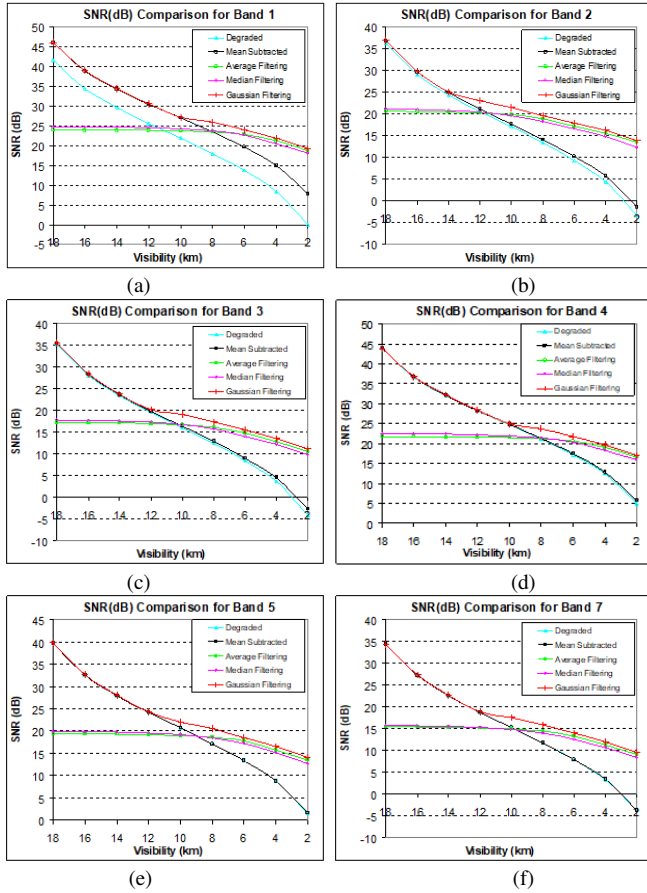 SNR(dB) Comparison for Band 1
50
45
40
35
30
25
20
15
10
5
0
-5
SNR (dB)
Degraded
Mean Subtracted
Average Filtering
Median Filtering
Gaussian Filtering
18 16 14 12 10 8 6 4 2
Visibility (km)
(a)
SNR(dB) Comparison for Band 2
40
35
30
25
20
15
10
5
0
-5
-10
SNR (dB)
Degraded
Mean Subtracted
Average Filtering
Median Filtering
Gaussian Filtering
18 16 14 12 10 8 6 4 2
Visibility (km)
(b)
SNR(dB) Comparison for Band 3
40
35
30
25
20
15
10
5
0
-5
-10
SNR (dB)
Degraded
Mean Subtracted
Average Filtering
Median Filtering
Gaussian Filtering
18 16 14 12 10 8 6 4 2
Visibility (km)
(c)
SNR(dB) Comparison for Band 4
50
45
40
35
30
25
20
15
10
5
0
SNR (dB)
Degraded
Mean Subtracted
Average Filtering
Median Filtering
Gaussian Filtering
18 16 14 12 10 8 6 4 2
Visibility (km)
(d)
SNR(dB) Comparison for Band 5
45
40
35
30
25
20
15
10
5
0
SNR (dB)
Degraded
Mean Subtracted
Average Filtering
Median Filtering
Gaussian Filtering
18 16 14 12 10 8 6 4 2
Visibility (km)
(e)
SNR(dB) Comparison for Band 7
40
35
30
25
20
15
10
5
0
-5
-10
SNR (dB)
Degraded
Mean Subtracted
Average Filtering
Median Filtering
Gaussian Filtering
18 16 14 12 10 8 6 4 2
Visibility (km)
(f)